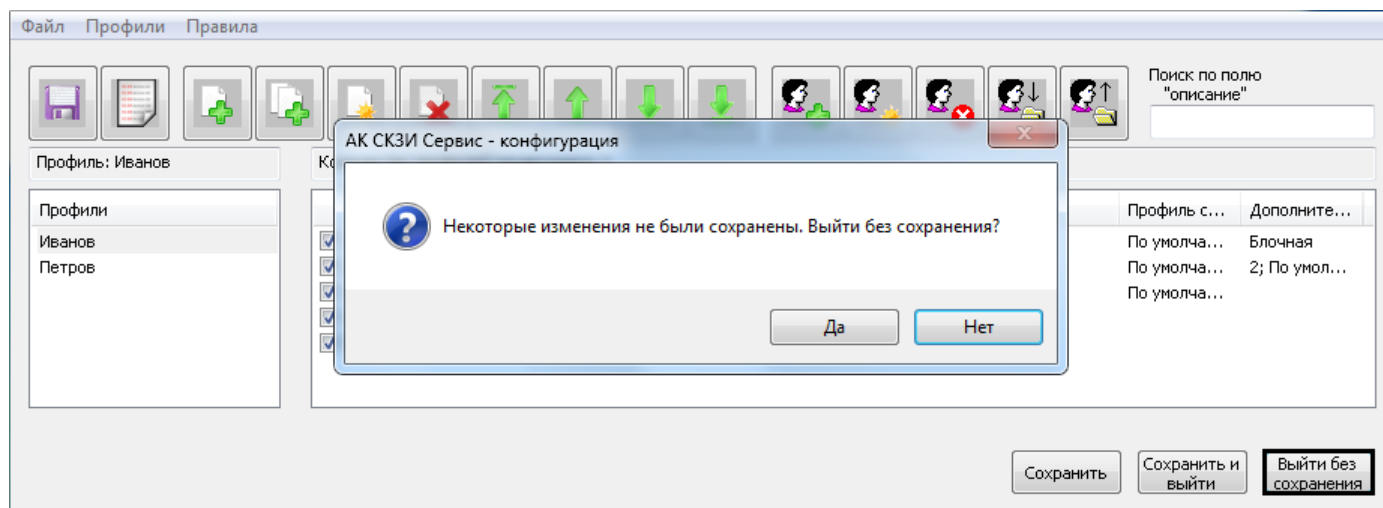 Файл Профили Правила
Поиск по полю
"описание"
АК СКЗИ Сервис - конфигурация
Профиль: Иванов
Некоторые изменения не были сохранены. Выйти без сохранения?
Да Нет
Профили
Иванов
Петров
Профиль с... Дополните...
По умолча... Блочная
По умолча... 2; По умол...
По умолча...
Сохранить
Сохранить и
выйти
Выйти без
сохранения